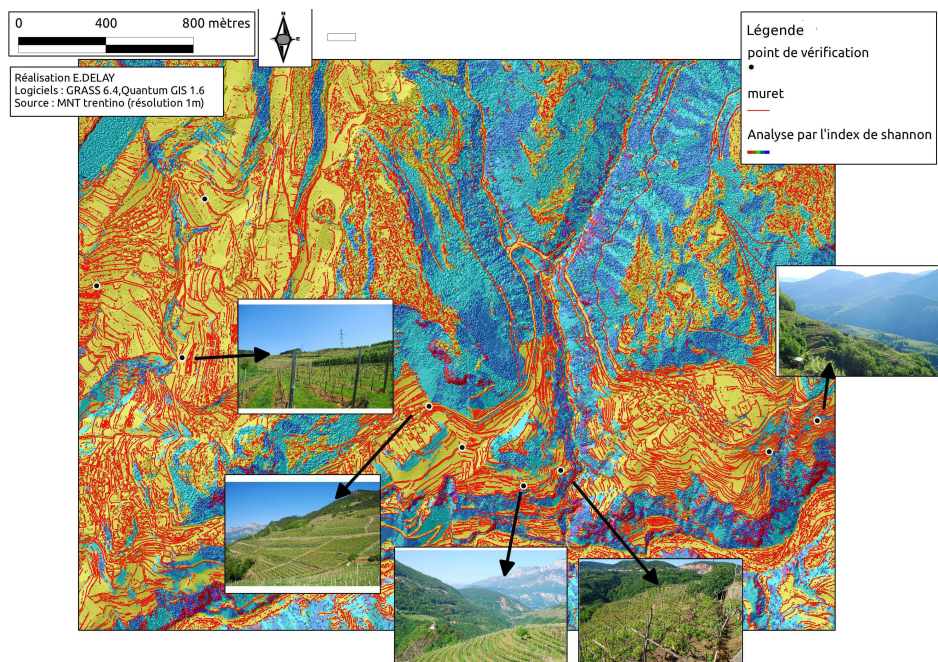 0 400 800 mètres
N
E
Réalisation E.DELAY
Logiciels : GRASS 6.4,Quantum GIS 1.6
Source : MNT trentino (résolution 1m)
Légende
point de vérification
muret
Analyse par l'index de shannon